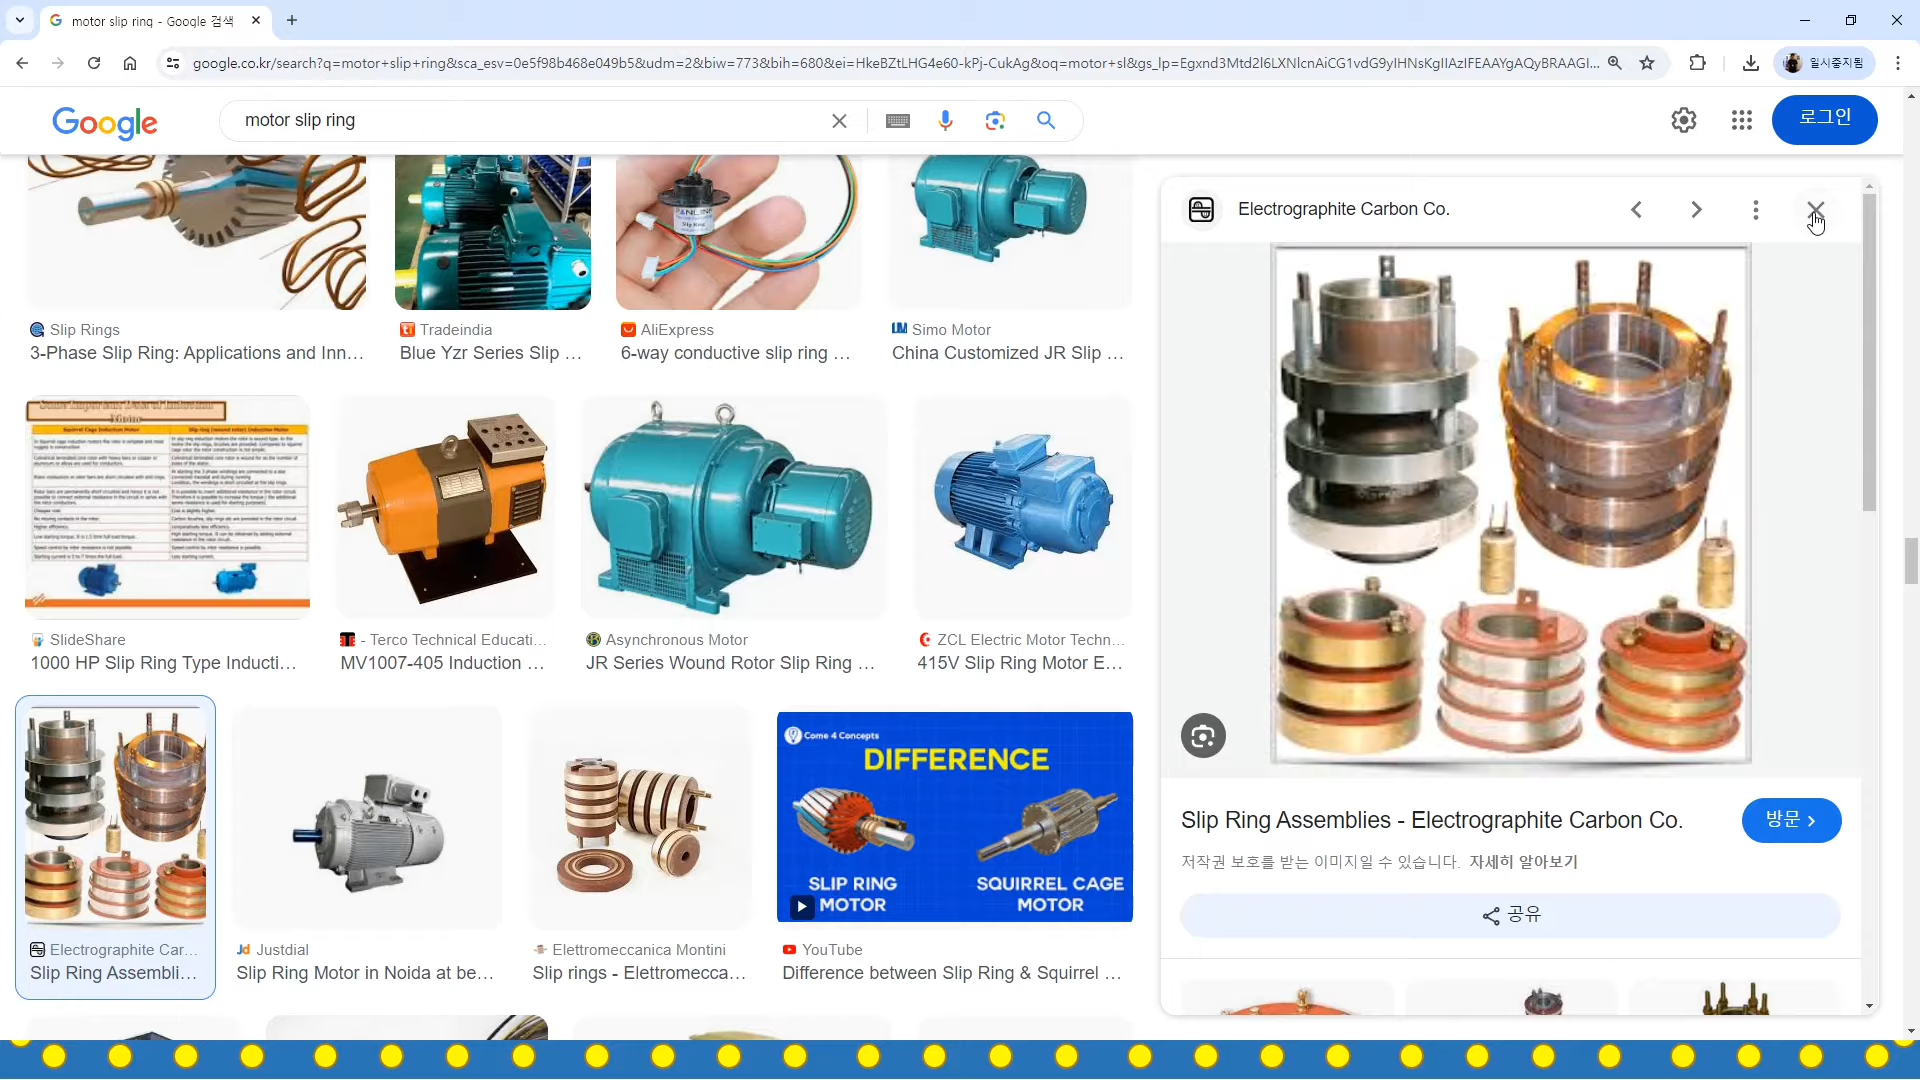 motor slip ring - Google 검색
google.co.kr/search?q=motor+slip+ring&sca_esv=0e5f98b468e049b5&udm=2&biw=773&bih=680&ei=HkeBZtLHG4e60-kPj-CukAg&oq=motor+sl&gs_lp=Egxnd3Mtd2l6LXNlcnAiCG1vdG9yIHNsKgIIAzIFEAAYgAQyBRAAGI...
일시중지됨
Google
motor slip ring
로그인
Slip Rings
3-Phase Slip Ring: Applications and Inn...
Tradeindia
Blue Yzr Series Slip ...
AliExpress
6-way conductive slip ring ...
Simo Motor
China Customized JR Slip ...
SlideShare
1000 HP Slip Ring Type Inducti...
- Terco Technical Educati...
MV1007-405 Induction ...
Asynchronous Motor
JR Series Wound Rotor Slip Ring ...
ZCL Electric Motor Techn...
415V Slip Ring Motor E...
Electrographite Car...
Slip Ring Assembli...
Justdial
Slip Ring Motor in Noida at be...
Elettromeccanica Montini
Slip rings - Elettromecca...
Come 4 Concepts
DIFFERENCE
SLIP RING
MOTOR
SQUIRREL CAGE
MOTOR
YouTube
Difference between Slip Ring & Squirrel ...
Electrographite Carbon Co.
Slip Ring Assemblies - Electrographite Carbon Co.
방문
저작권 보호를 받는 이미지일 수 있습니다. 자세히 알아보기
공유